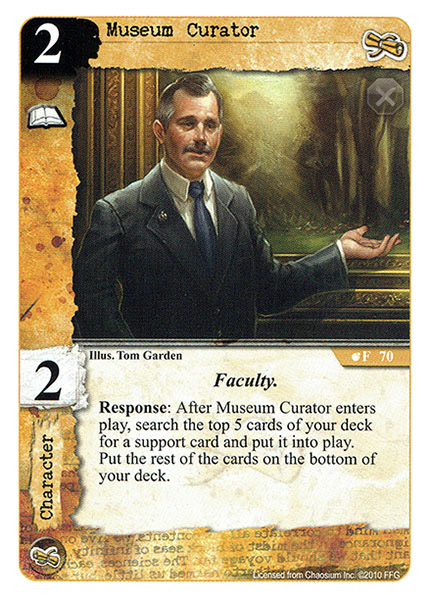 2
Museum Curator
Illus. Tom Garden
F 70
2
Character
Faculty.
Response: After Museum Curator enters
play, search the top 5 cards of your deck
for a support card and put it into play.
Put the rest of the cards on the bottom of
your deck.
Licensed from Chaosium Inc. ©2010 FFG